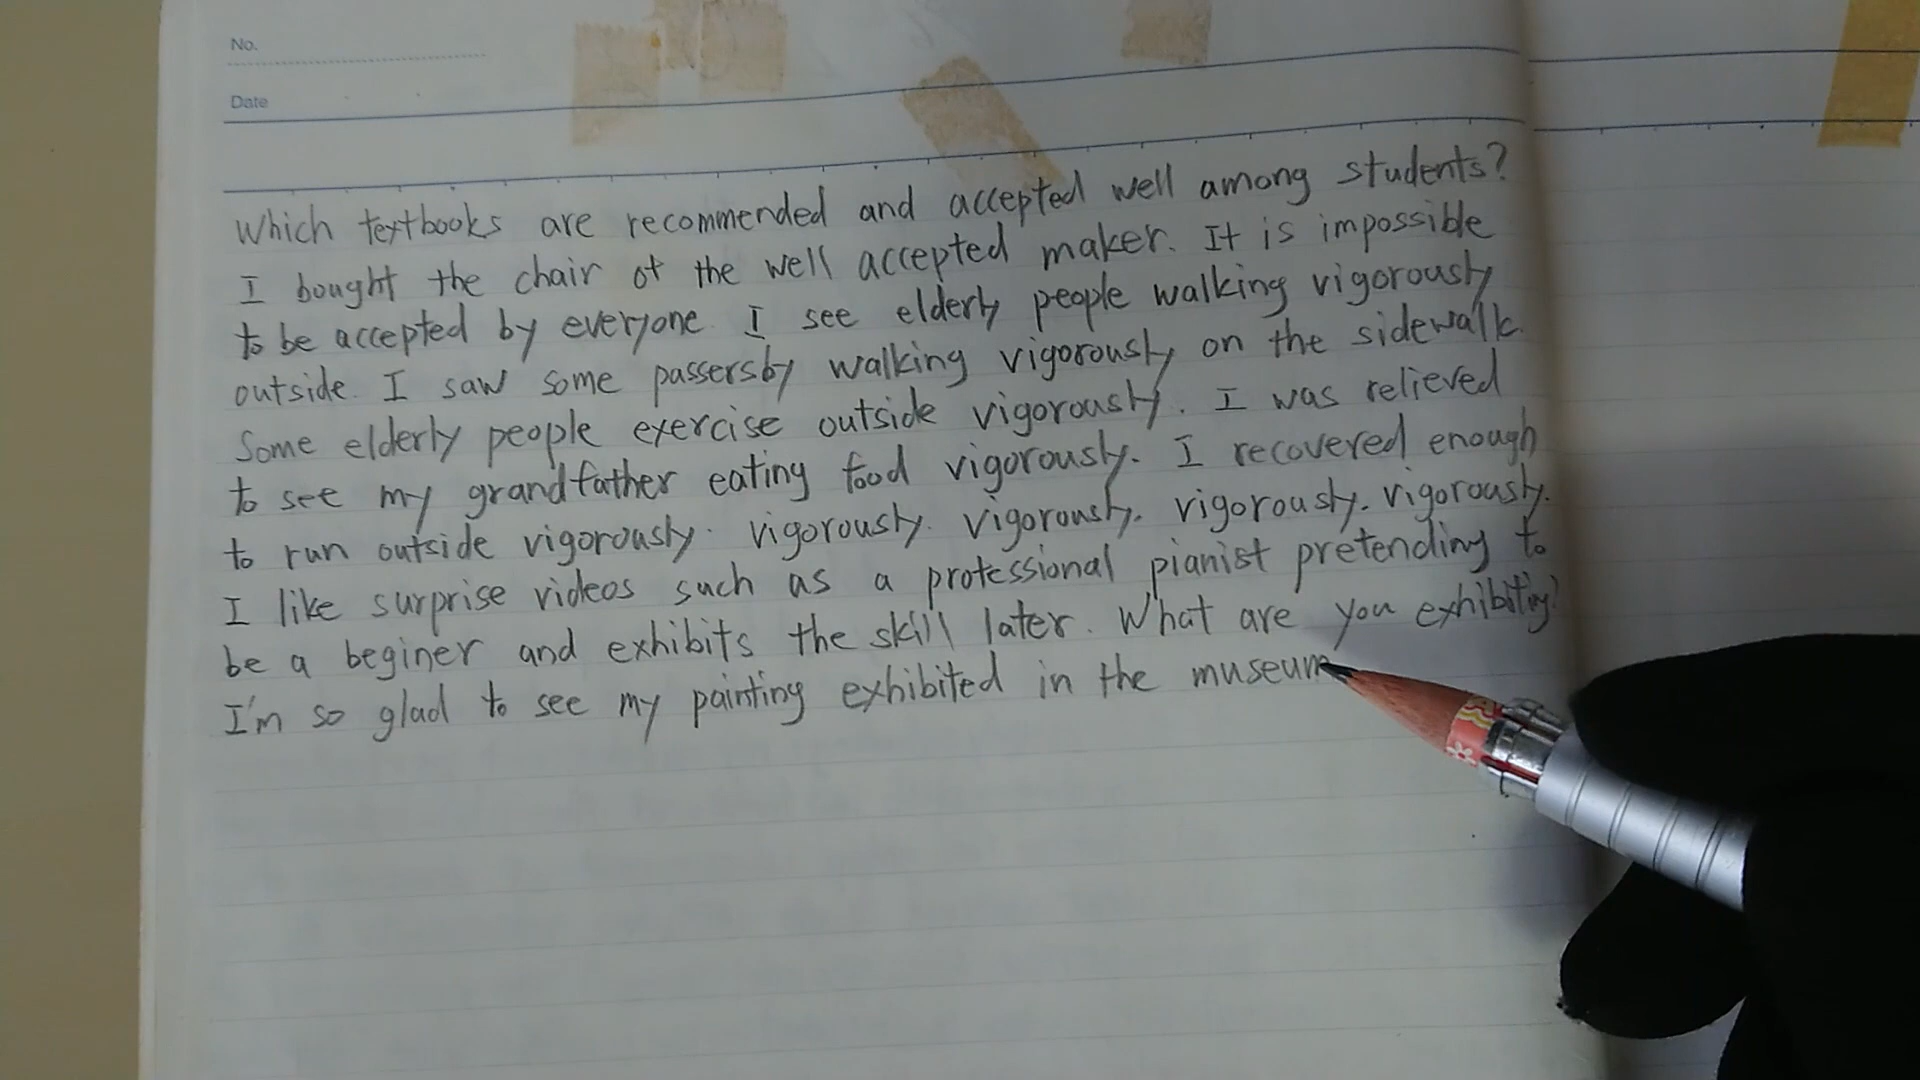 No.
Date
Which textbooks are recommended and accepted well among students?
I bought the chair of the well accepted maker. It is impossible
to be accepted by everyone. I see elderly people walking vigorously
outside. I saw some passersby walking vigorously on the sidewalk.
Some elderly people exercise outside vigorously. I was relieved
to see my grandfather eating food vigorously. I recovered enough
to run outside vigorously. vigorously. vigorously. vigorously. vigorously.
I like surprise videos such as a professional pianist pretending to
be a beginer and exhibits the skill later. What are you exhibiting?
I'm so glad to see my painting exhibited in the museum